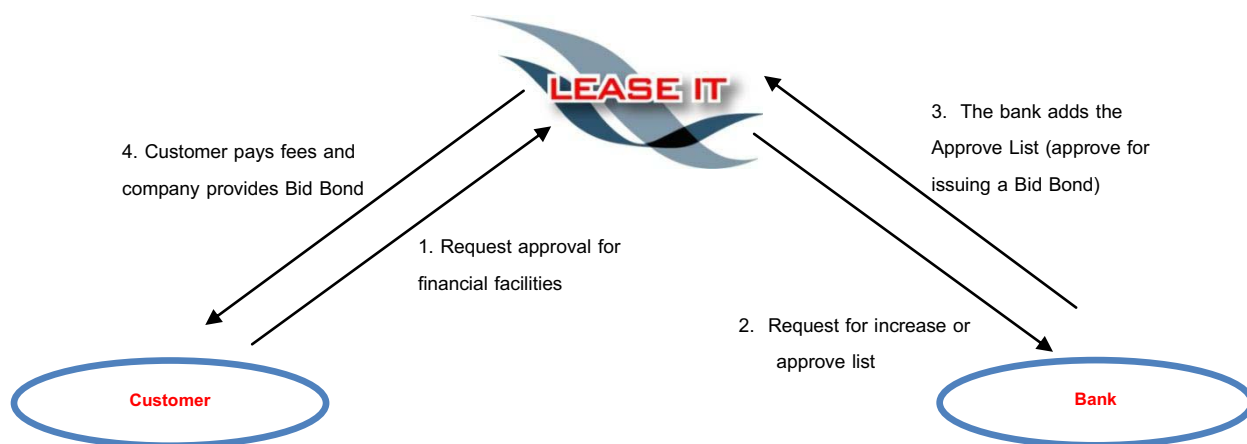 LEASE IT
4. Customer pays fees and
company provides Bid Bond
3. The bank adds the
Approve List (approve for
issuing a Bid Bond)
1. Request approval for
financial facilities
2. Request for increase or
approve list
Customer
Bank